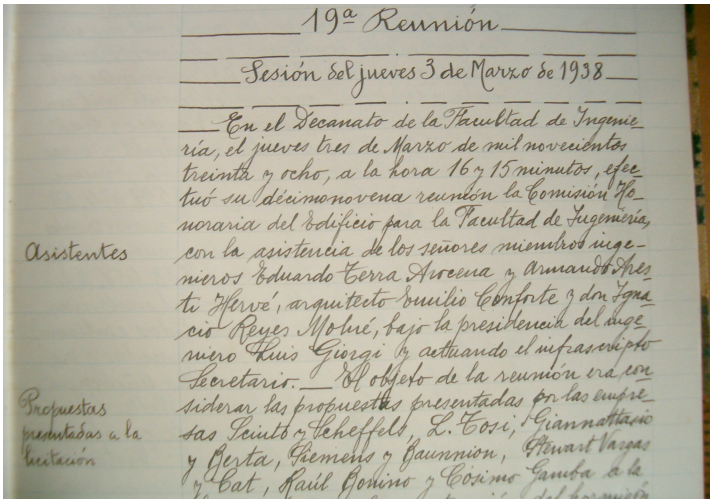 19ª Reunión
Sesión del jueves 3 de Marzo de 1938
En el Decanato de la Facultad de Ingenie-
ría, el jueves tres de Marzo de mil novecientos
treinta y ocho, a la hora 16 y 15 minutos, efec-
tuó su décimonovena reunión la Comisión Ho-
noraria del Edificio para la Facultad de Ingeniería,
Asistentes
con la asistencia de los señores miembros inge-
nieros Eduardo Terra Arocena y Armando Ares-
ti Hervé, arquitecto Emilio Conforte y don Igna-
cio Reyes Molné, bajo la presidencia del inge-
niero Luis Giorgi y actuando el infrascripto
Secretario. — El objeto de la reunión era con-
Propuestas
presentadas a la
licitación
siderar las propuestas presentadas por las empre-
sas Sciuto y Scheffels, L. Tosi, Giannattasio
y Berta, Siemens y Baunnion, Stewart Vargas
y Cat, Raúl Bonino y Cósimo Gamba a la